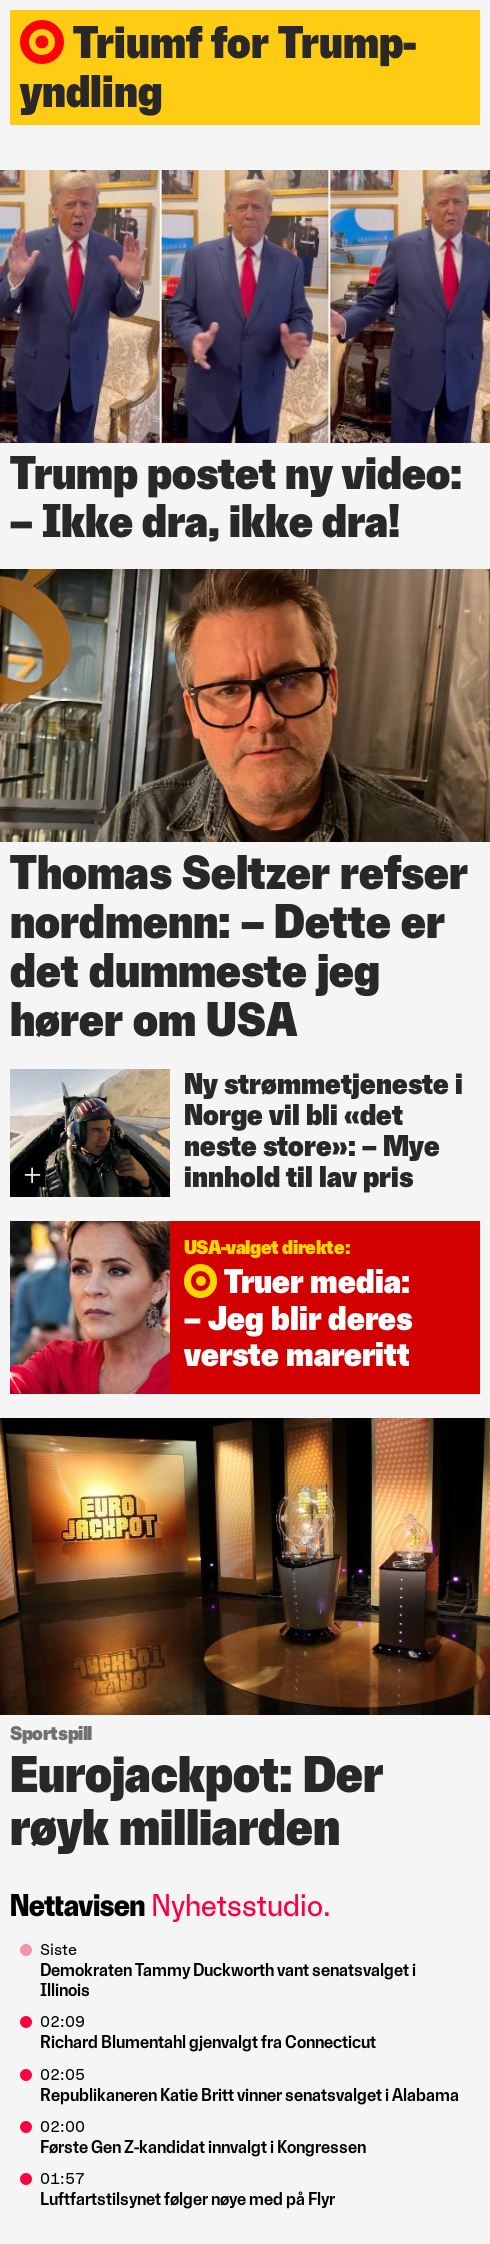 Triumf for Trump-
yndling
Trump postet ny video:
– Ikke dra, ikke dra!
Thomas Seltzer refser
nordmenn: – Dette er
det dummeste jeg
hører om USA
Ny strømmetjeneste i
Norge vil bli «det
neste store»: – Mye
innhold til lav pris
USA-valget direkte:
Truer media:
– Jeg blir deres
verste mareritt
EURO
JACKPOT
Sportspill
Eurojackpot: Der
røyk milliarden
Nettavisen Nyhetsstudio.
Siste
Demokraten Tammy Duckworth vant senatsvalget i
Illinois
02:09
Richard Blumentahl gjenvalgt fra Connecticut
02:05
Republikaneren Katie Britt vinner senatsvalget i Alabama
02:00
Første Gen Z-kandidat innvalgt i Kongressen
01:57
Luftfartstilsynet følger nøye med på Flyr